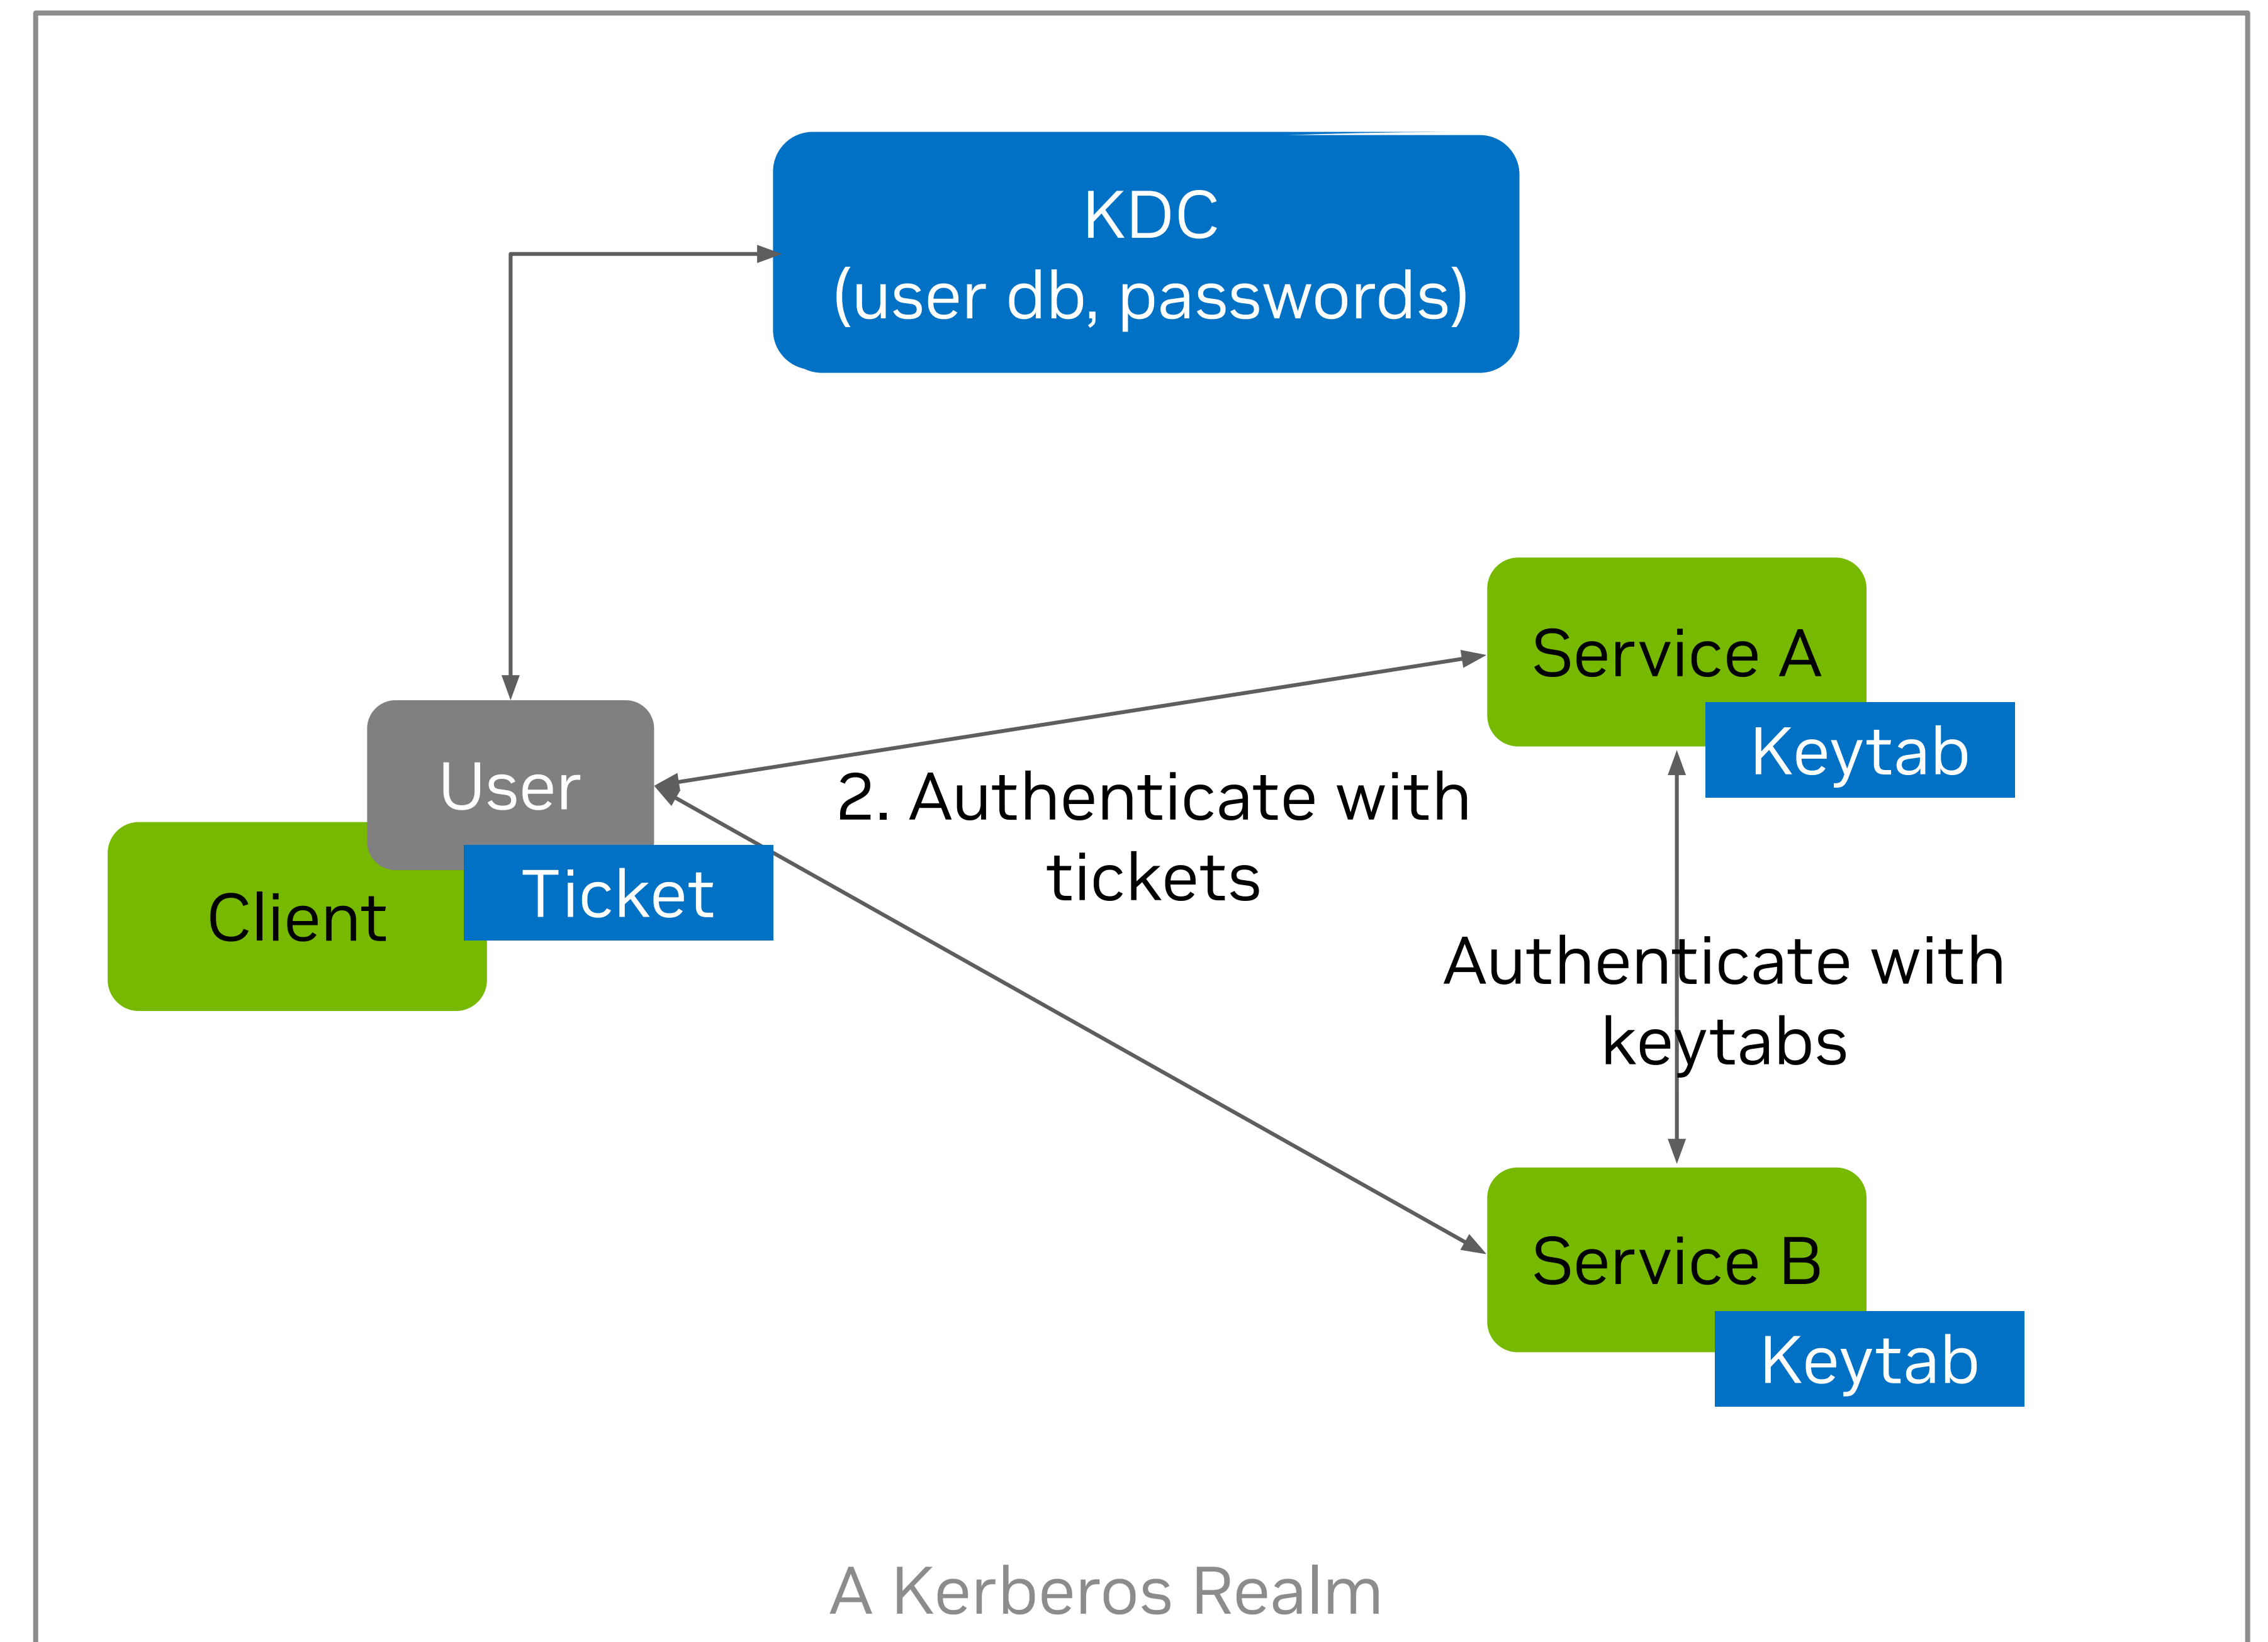 KDC
(user db, passwords)
Service A
Keytab
User
2. Authenticate with
tickets
Ticket
Client
Authenticate with
keytabs
Service B
Keytab
A Kerberos Realm